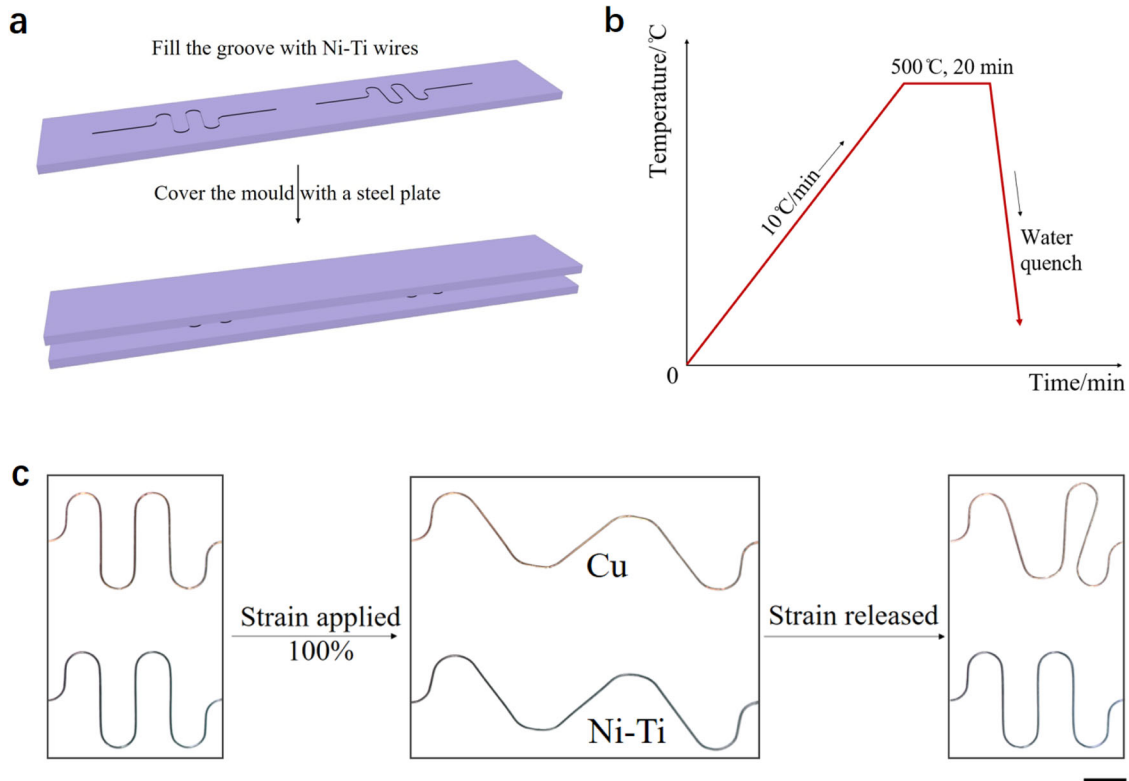 a
Fill the groove with Ni-Ti wires
Cover the mould with a steel plate
b
Temperature/℃
500℃, 20 min
10℃/min
Water
quench
0
Time/min
c
Cu
Ni-Ti
Strain applied
100%
Strain released